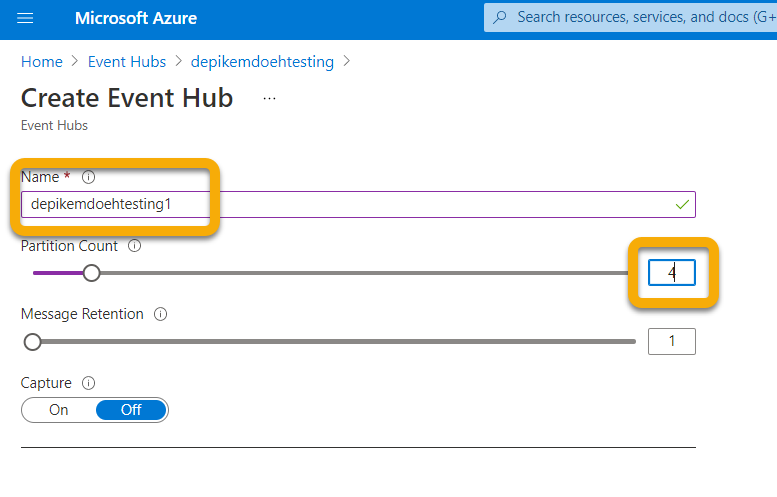 Microsoft Azure
Search resources, services, and docs (G+
Home > Event Hubs > depikemdoehtesting >
Create Event Hub ...
Event Hubs
Name *
depikemdoehtesting1
Partition Count
4
Message Retention
1
Capture
On Off